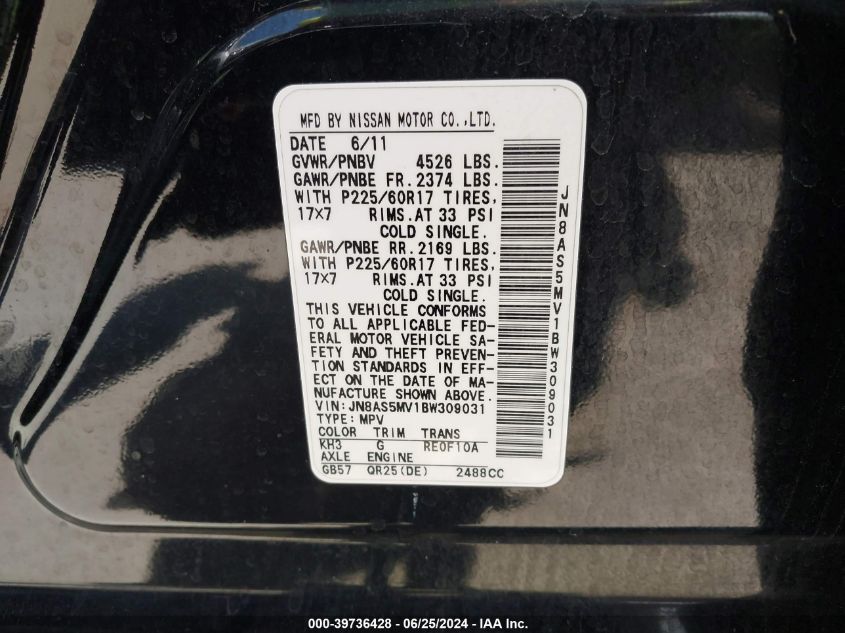 MFD BY NISSAN MOTOR CO.,LTD.
DATE 6/11
GVWR/PNBV 4526 LBS.
GAWR/PNBE FR. 2374 LBS.
WITH P225/60R17 TIRES,
17X7 RIMS.AT 33 PSI
COLD SINGLE.
GAWR/PNBE RR. 2169 LBS.
WITH P225/60R17 TIRES,
17X7 RIMS.AT 33 PSI
COLD SINGLE.
THIS VEHICLE CONFORMS
TO ALL APPLICABLE FED-
ERAL MOTOR VEHICLE SA-
FETY AND THEFT PREVEN-
TION STANDARDS IN EFF-
ECT ON THE DATE OF MA-
NUFACTURE SHOWN ABOVE.
VIN:JN8AS5MV1BW309031
TYPE: MPV
COLOR TRIM TRANS
KH3 G RE0F10A
AXLE ENGINE
GB57 QR25(DE) 2488CC
JN8AS5MV1BW309031
000-39736428 - 06/25/2024 - IAA Inc.